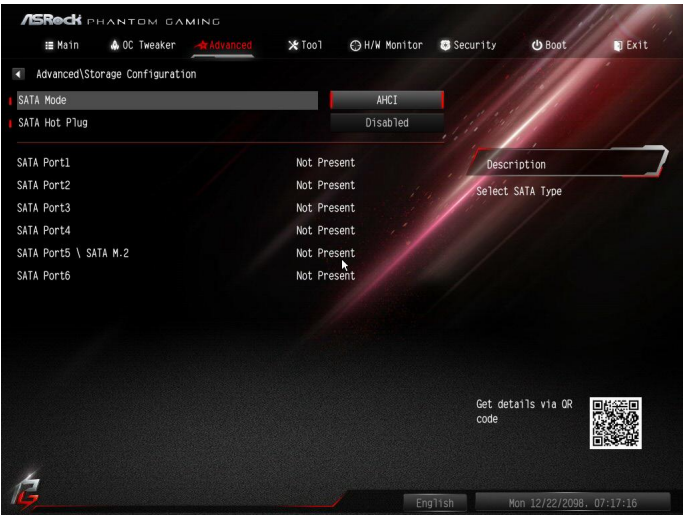 ASRock PHANTOM GAMING
Main OC Tweaker Advanced Tool H/W Monitor Security Boot Exit
Advanced\Storage Configuration
SATA Mode AHCI
SATA Hot Plug Disabled
SATA Port1 Not Present
SATA Port2 Not Present
SATA Port3 Not Present
SATA Port4 Not Present
SATA Port5 \ SATA M.2 Not Present
SATA Port6 Not Present
Description
Select SATA Type
Get details via QR
code
English Mon 12/22/2098. 07:17:16